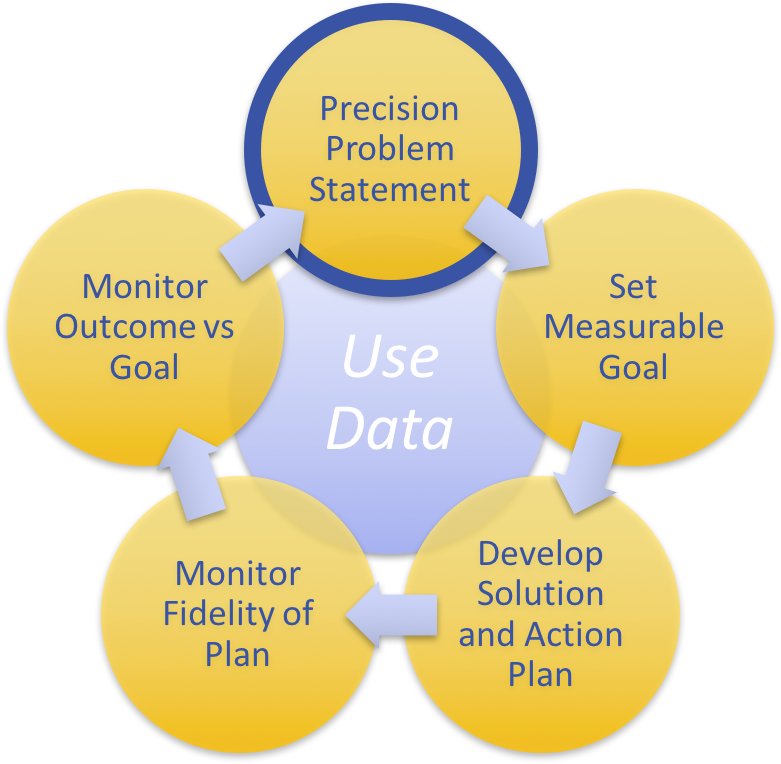 Precision
Problem
Statement
Set
Measurable
Goal
Develop
Solution
and Action
Plan
Monitor
Fidelity of
Plan
Monitor
Outcome vs
Goal
Use
Data